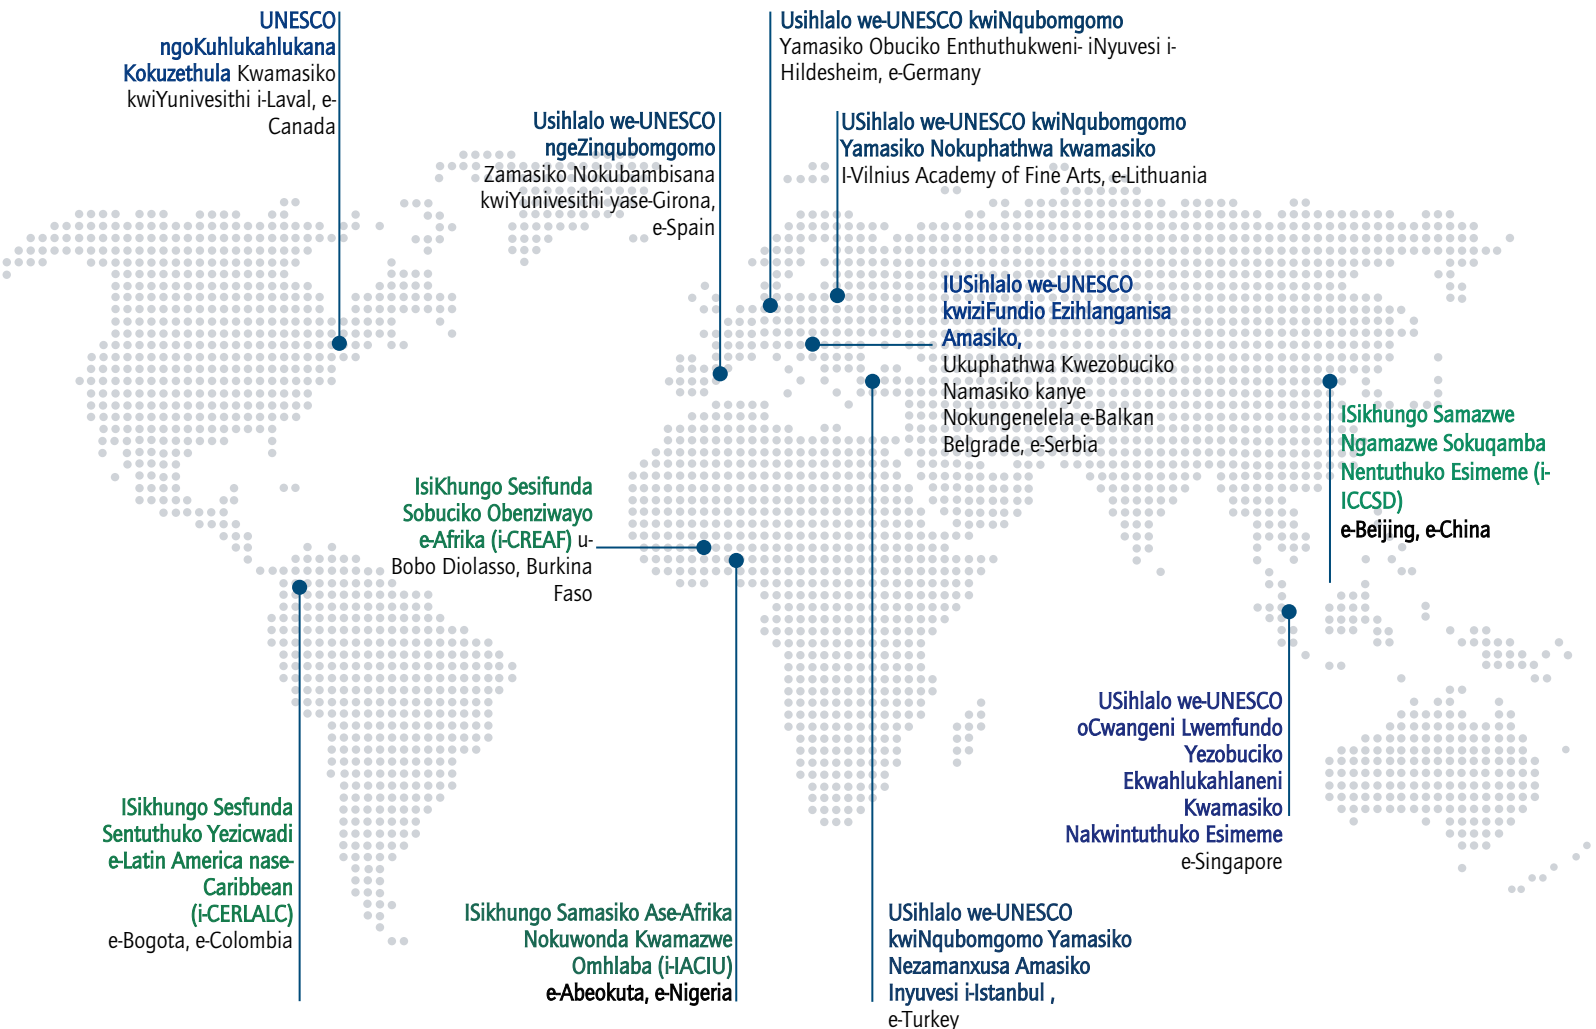 UNESCO
ngoKuhlukahlukana
Kokuzethula Kwamasiko
kwiYunivesithi i-Laval, e-
Canada
Usihlalo we-UNESCO kwiNqubomgomo
Yamasiko Obuciko Enthuthukweni- iNyuvesi i-
Hildesheim, e-Germany
Usihlalo we-UNESCO
ngeZinqubomgomo
Zamasiko Nokubambisana
kwiYunivesithi yase-Girona,
e-Spain
USihlalo we-UNESCO kwiNqubomgomo
Yamasiko Nokuphathwa kwamasiko
I-Vilnius Academy of Fine Arts, e-Lithuania
IUSihlalo we-UNESCO
kwiziFundio Ezihlanganisa
Amasiko,
Ukuphathwa Kwezobuciko
Namasiko kanye
Nokungenelela e-Balkan
Belgrade, e-Serbia
ISikhungo Samazwe
Ngamazwe Sokuqamba
Nentuthuko Esimeme (i-
ICCSD)
e-Beijing, e-China
IsiKhungo Sesifunda
Sobuciko Obenziwayo
e-Afrika (i-CREAF) u-
Bobo Diolasso, Burkina
Faso
USihlalo we-UNESCO
oCwangeni Lwemfundo
Yezobuciko
Ekwahlukahlaneni
Kwamasiko
Nakwintuthuko Esimeme
e-Singapore
ISikhungo Sesfunda
Sentuthuko Yezicwadi
e-Latin America nase-
Caribbean
(i-CERLALC)
e-Bogota, e-Colombia
ISikhungo Samasiko Ase-Afrika
Nokuwonda Kwamazwe
Omhlaba (i-IACIU)
e-Abeokuta, e-Nigeria
USihlalo we-UNESCO
kwiNqubomgomo Yamasiko
Nezamanxusa Amasiko
Inyuvesi i-Istanbul ,
e-Turkey